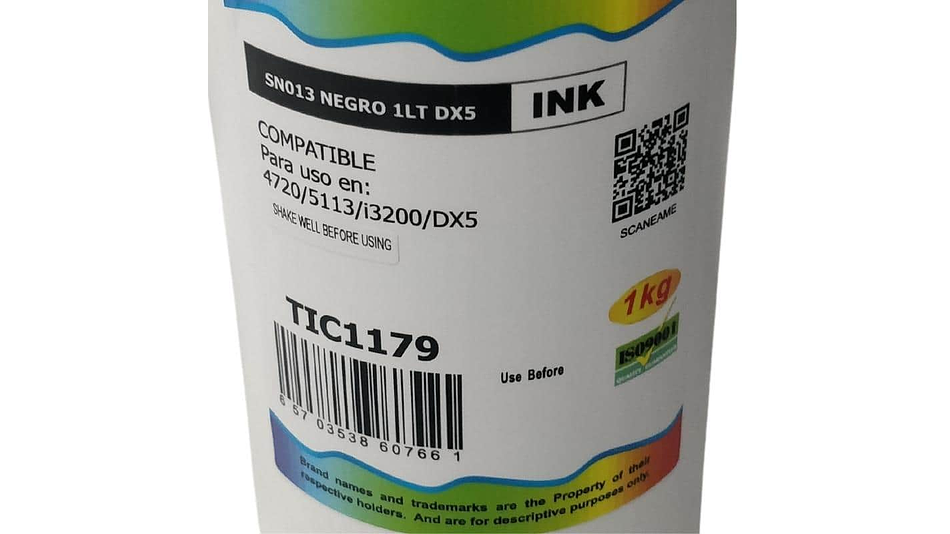 SN013 NEGRO 1LT DX5 INK
COMPATIBLE
Para uso en:
4720/5113/i3200/DX5
SHAKE WELL BEFORE USING
SCANEAME
1kg
ISO9001
TIC1179
Use Before
6 57 03538 60766 1
Brand names and trademarks are the Property of their
respective holders. And are for descriptive purposes only.